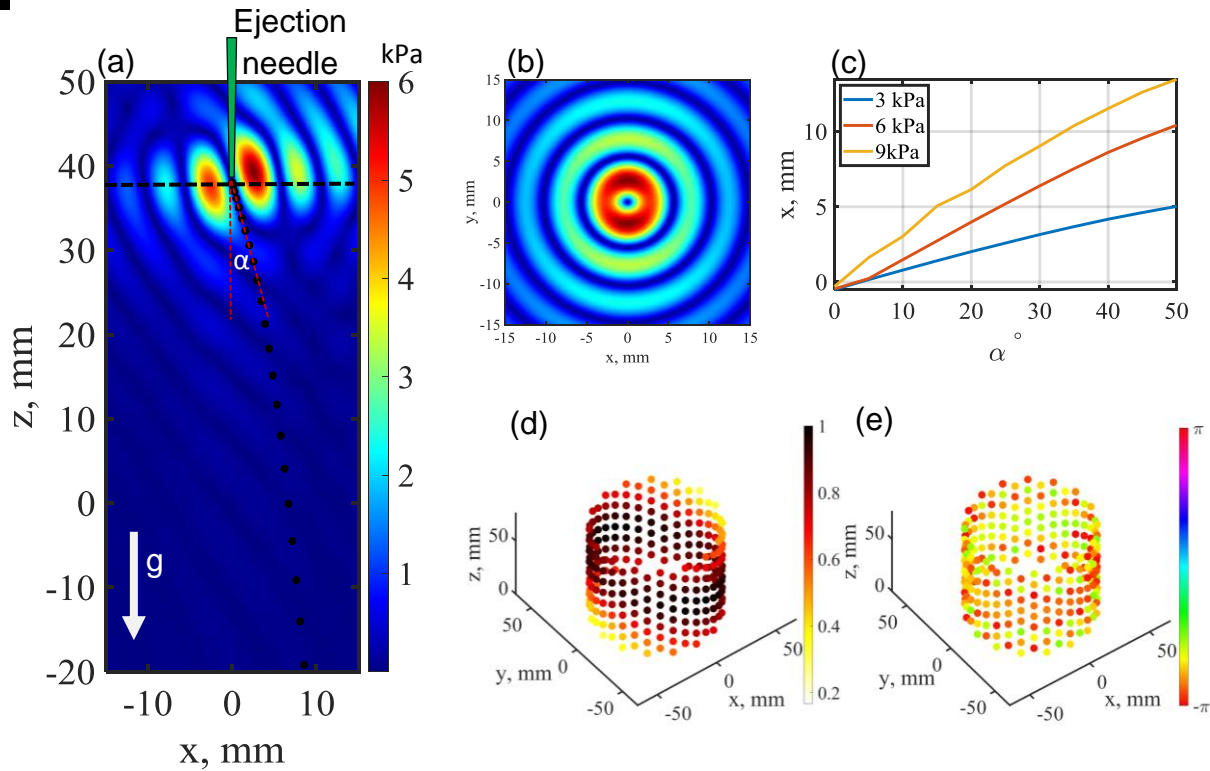 Ejection
needle
(a)
kPa
50
40
30
20
10
0
-10
-20
z, mm
-10
0
10
x, mm
α
g
6
5
4
3
2
1
(b)
15
10
5
0
-5
-10
-15
y, mm
-15
-10
-5
0
5
10
15
x, mm
(c)
3 kPa
6 kPa
9kPa
10
5
0
x, mm
0
10
20
30
40
50
α °
(d)
1
0.8
0.6
0.4
0.2
50
0
z, mm
50
0
-50
y, mm
50
0
-50
x, mm
(e)
π
-π
50
0
z, mm
50
0
-50
y, mm
50
0
-50
x, mm